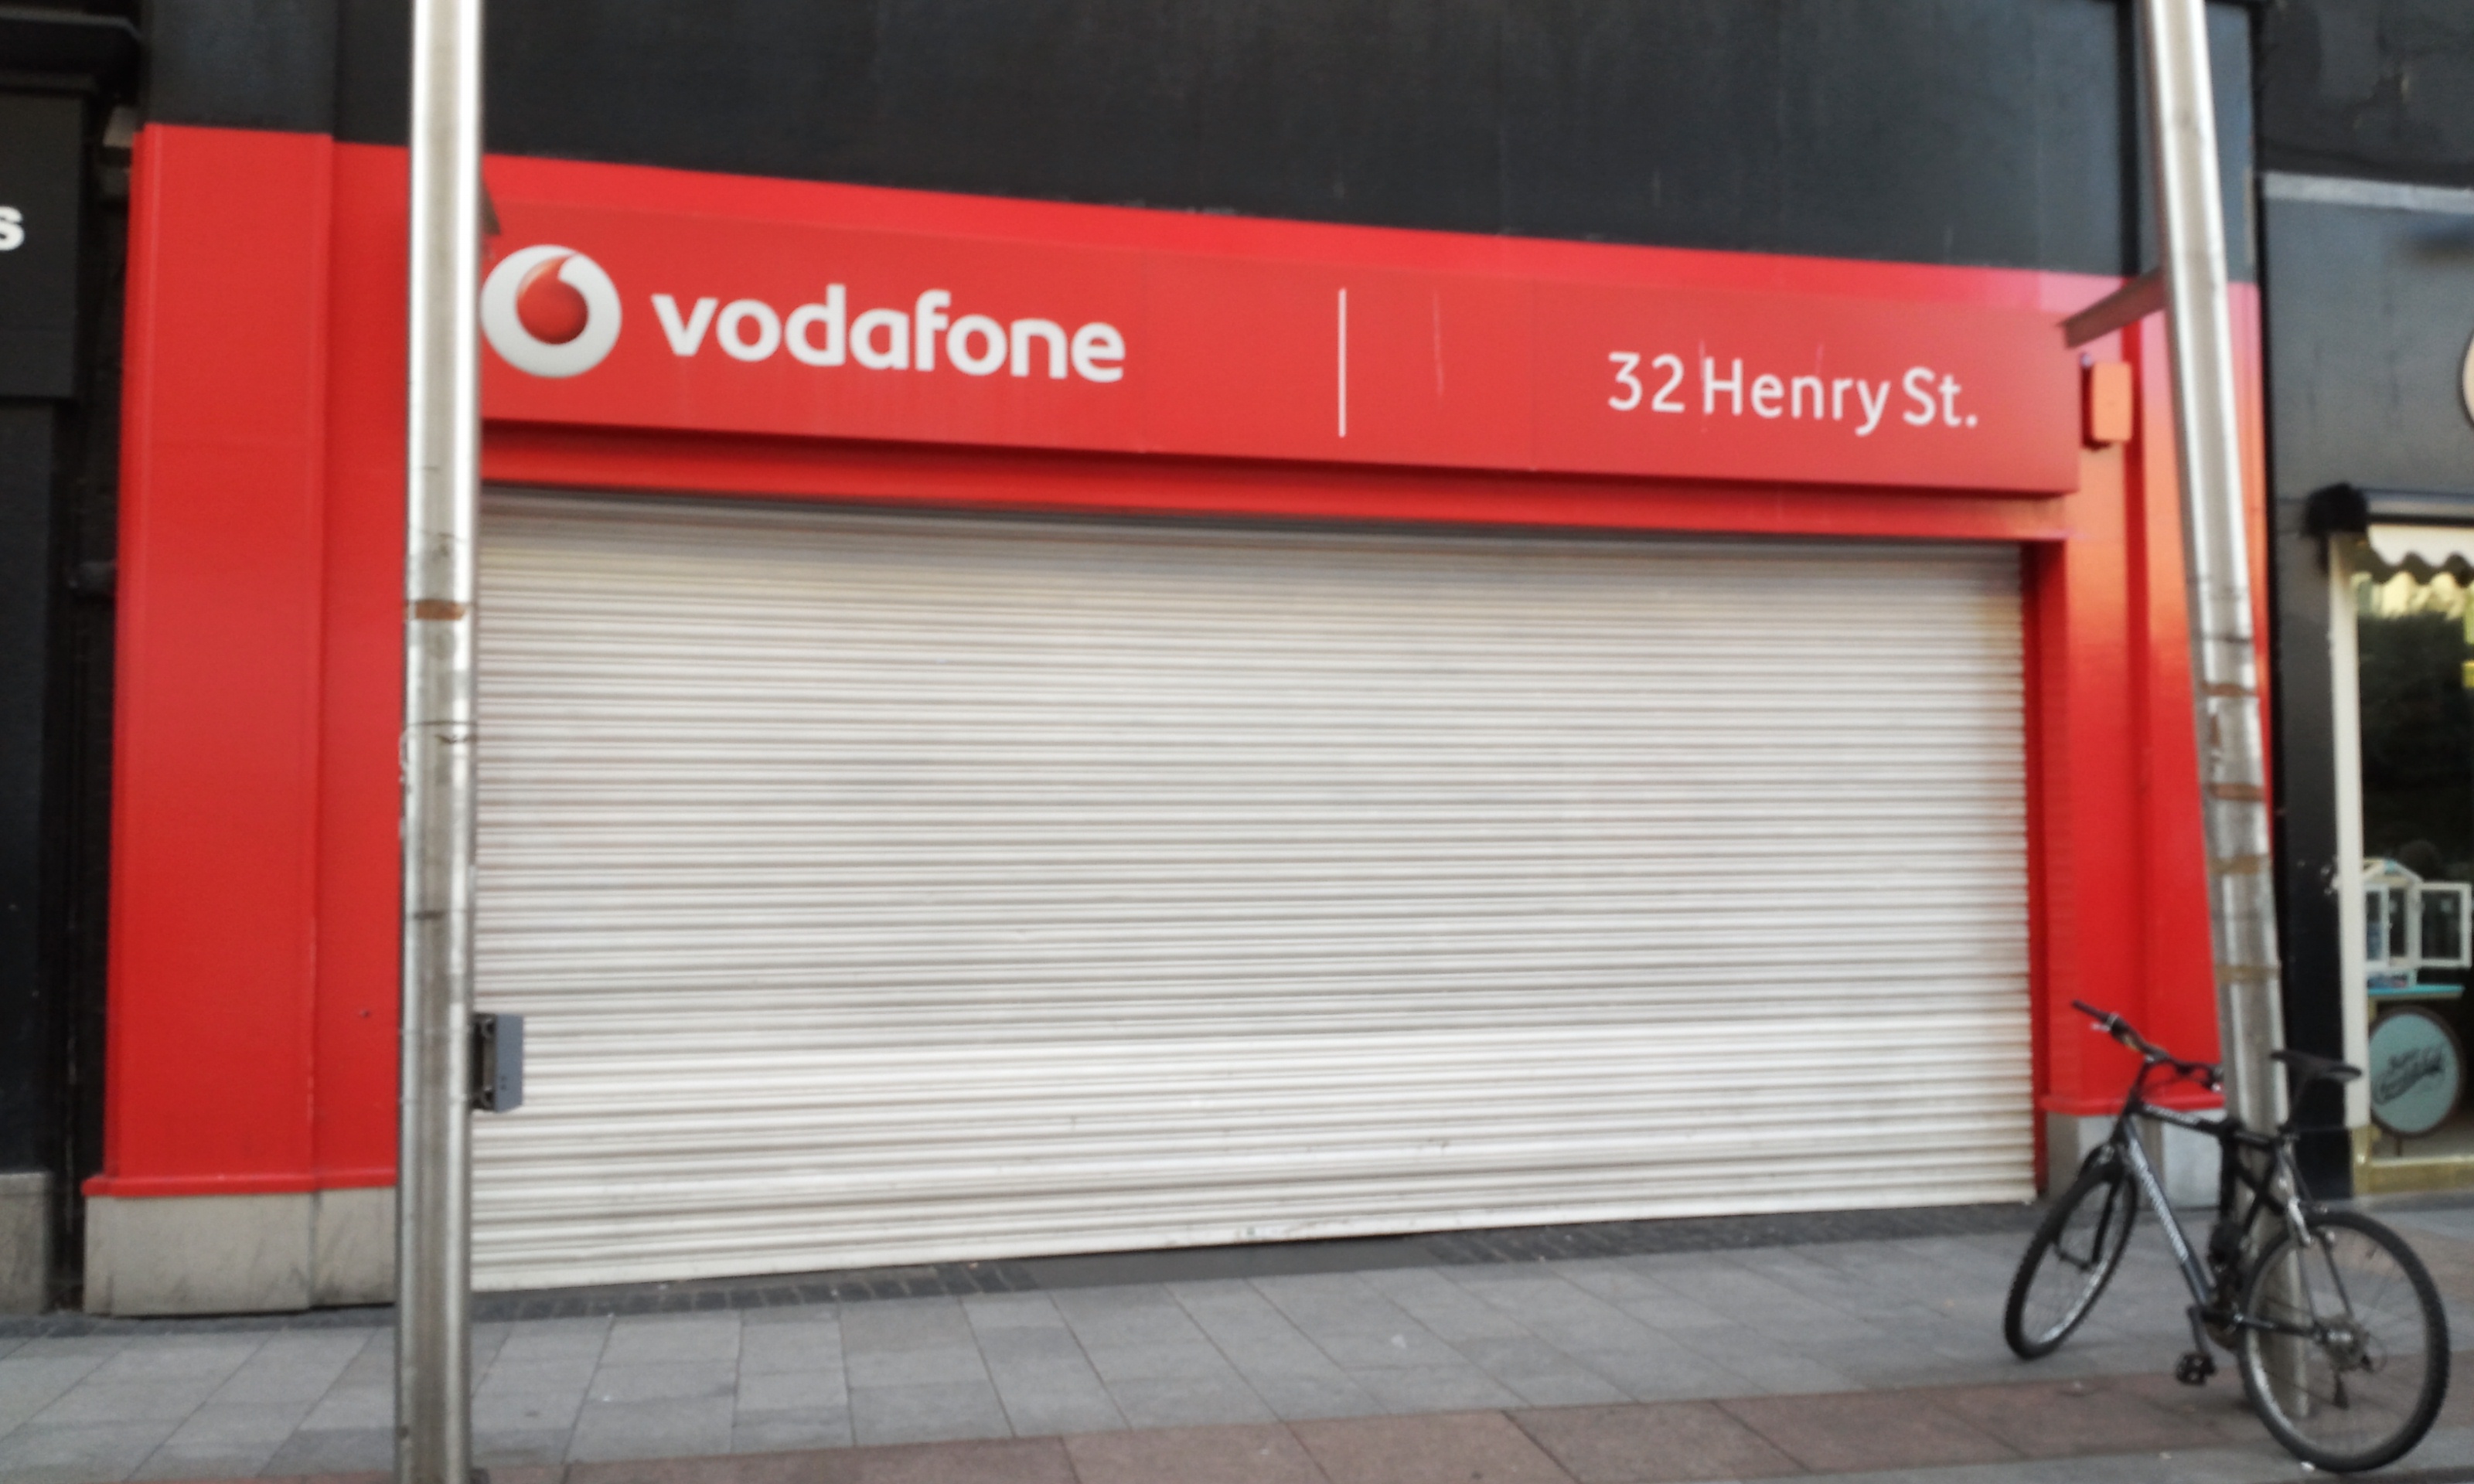 s
vodafone
32 Henry St.